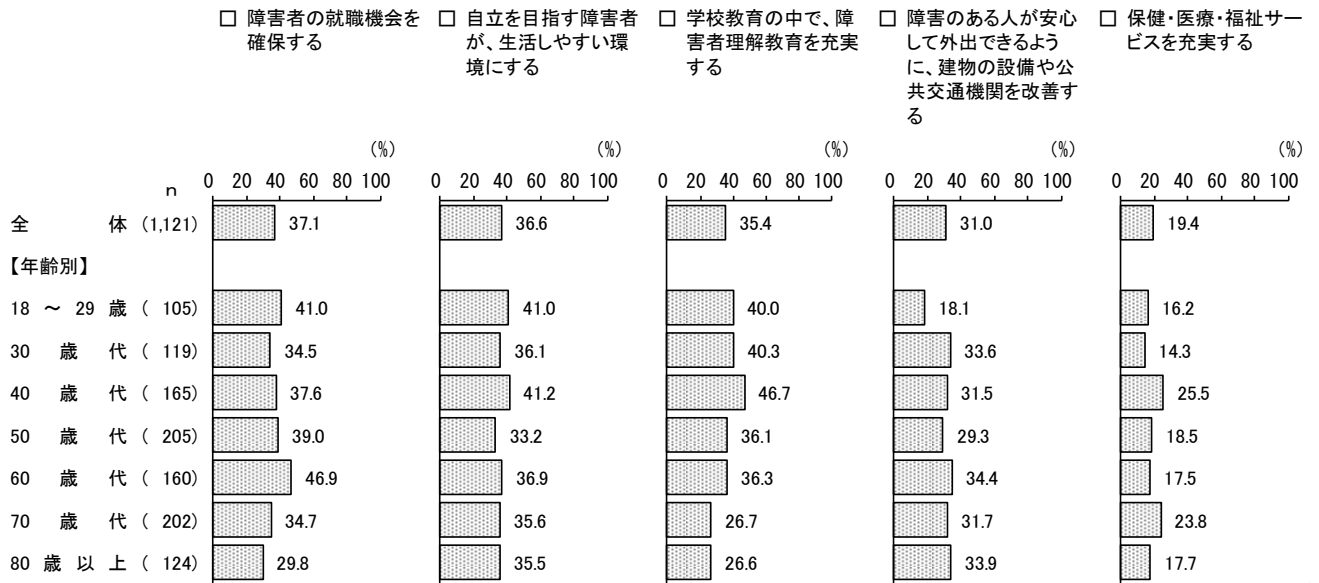 □ 障害者の就職機会を
確保する
□ 自立を目指す障害者
が、生活しやすい環
境にする
□ 学校教育の中で、障
害者理解教育を充実
する
□ 障害のある人が安心
して外出できるよう
に、建物の設備や公
共交通機関を改善す
る
□ 保健・医療・福祉サー
ビスを充実する
(%) (%) (%) (%) (%)
n 0 20 40 60 80 100 0 20 40 60 80 100 0 20 40 60 80 100 0 20 40 60 80 100 0 20 40 60 80 100
全 体 (1,121) 37.1 36.6 35.4 31.0 19.4
【年齢別】
18 ～ 29 歳 ( 105) 41.0 41.0 40.0 18.1 16.2
30 歳 代 ( 119) 34.5 36.1 40.3 33.6 14.3
40 歳 代 ( 165) 37.6 41.2 46.7 31.5 25.5
50 歳 代 ( 205) 39.0 33.2 36.1 29.3 18.5
60 歳 代 ( 160) 46.9 36.9 36.3 34.4 17.5
70 歳 代 ( 202) 34.7 35.6 26.7 31.7 23.8
80 歳 以 上 ( 124) 29.8 35.5 26.6 33.9 17.7